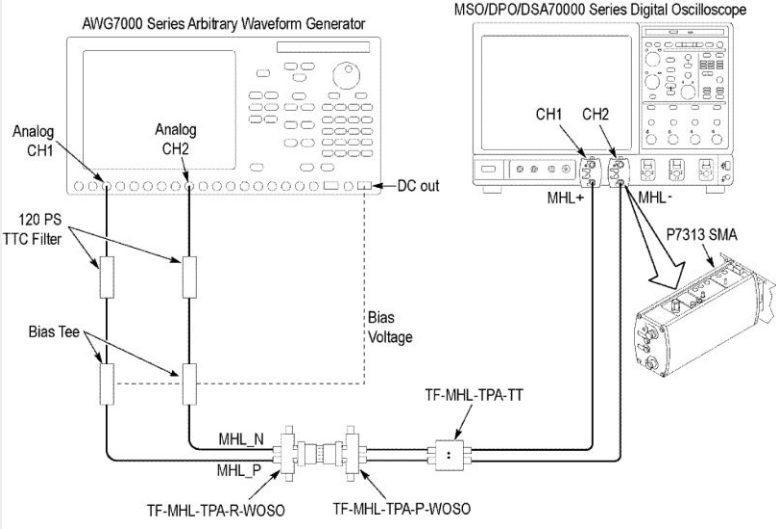 MSO/DPO/DSA70000 Series Digital Oscilloscope
AWG7000 Series Arbitrary Waveform Generator
Analog
CH1
Analog
CH2
CH1
CH2
DC out
MHL+
MHL-
120 PS
TTC Filter
P7313 SMA
Bias
Voltage
Bias Tee
TF-MHL-TPA-TT
MHL_N
MHL_P
TF-MHL-TPA-R-WOSO
TF-MHL-TPA-P-WOSO